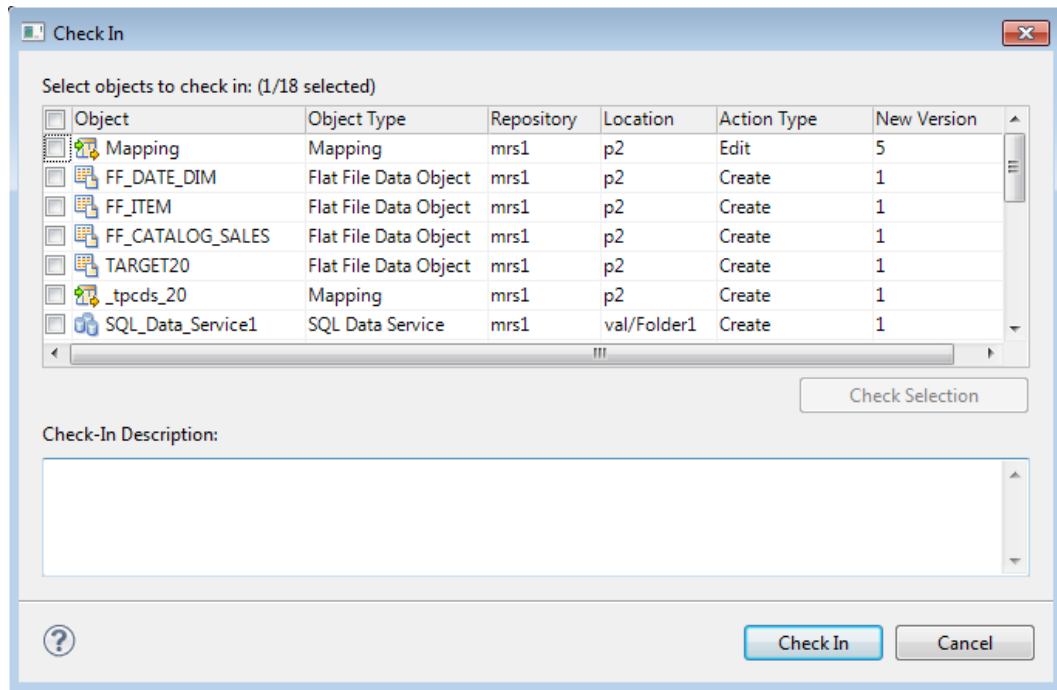 Check In
Select objects to check in: (1/18 selected)
Object Object Type Repository Location Action Type New Version
Mapping Mapping mrs1 p2 Edit 5
FF_DATE_DIM Flat File Data Object mrs1 p2 Create 1
FF_ITEM Flat File Data Object mrs1 p2 Create 1
FF_CATALOG_SALES Flat File Data Object mrs1 p2 Create 1
TARGET20 Flat File Data Object mrs1 p2 Create 1
_tpcds_20 Mapping mrs1 p2 Create 1
SQL_Data_Service1 SQL Data Service mrs1 val/Folder1 Create 1
Check Selection
Check-In Description:
? Check In Cancel